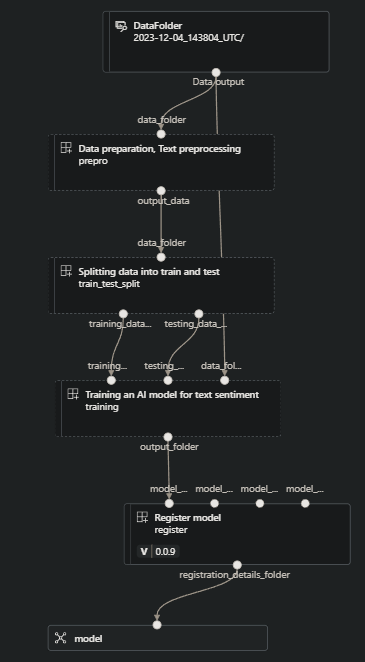 DataFolder
2023-12-04_143804_UTC/
Data output
data_folder
Data preparation, Text preprocessing
prepro
output_data
data_folder
Splitting data into train and test
train_test_split
training_data...
testing_data_...
training...
testing_...
data_fol...
Training an AI model for text sentiment
training
output_folder
model_...
model_...
model_...
model_...
Register model
register
V 0.0.9
registration_details_folder
model